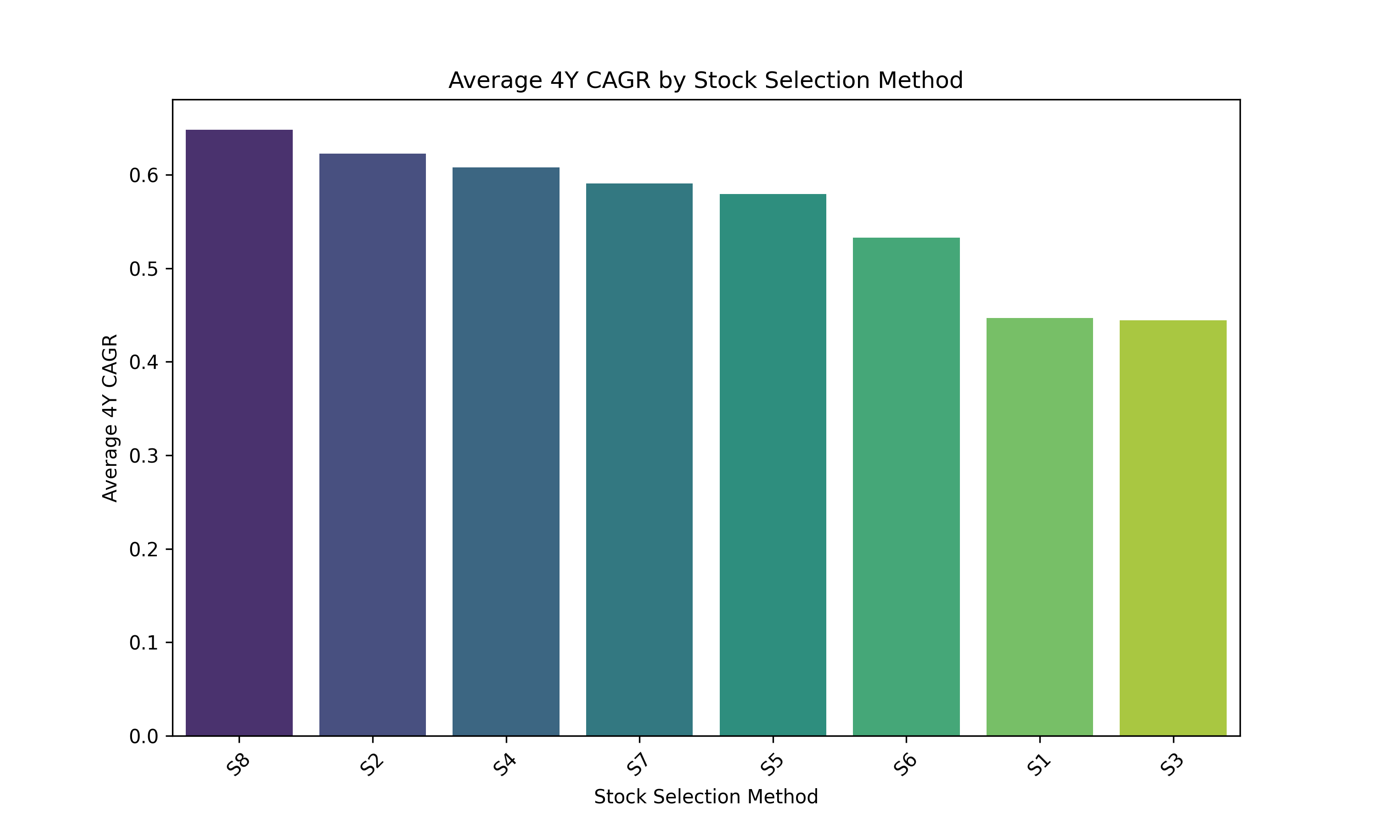 Average 4Y CAGR by Stock Selection Method
Average 4Y CAGR
0.6
0.5
0.4
0.3
0.2
0.1
0.0
S8 S2 S4 S7 S5 S6 S1 S3
Stock Selection Method